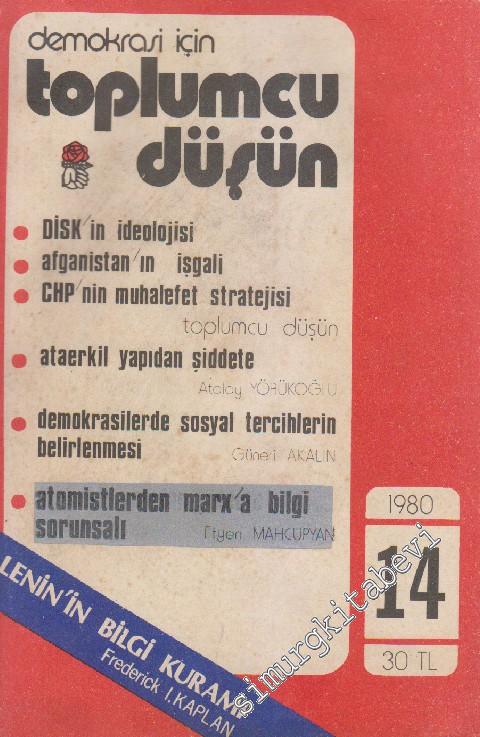 demokrasi için
toplumcu
düşün
DİSK'in ideolojisi
afganistan'ın işgali
CHP'nin muhalefet stratejisi
toplumcu düşün
ataerkil yapıdan şiddete
Atalay YÖRÜKOĞLU
demokrasilerde sosyal tercihlerin
belirlenmesi
Güneri AKALIN
atomistlerden marx'a bilgi
sorunsalı
Etyen MAHCUPYAN
1980
14
30 TL
LENİN'İN BİLGİ KURAMI
Frederick I. KAPLAN
simurgkitabevi